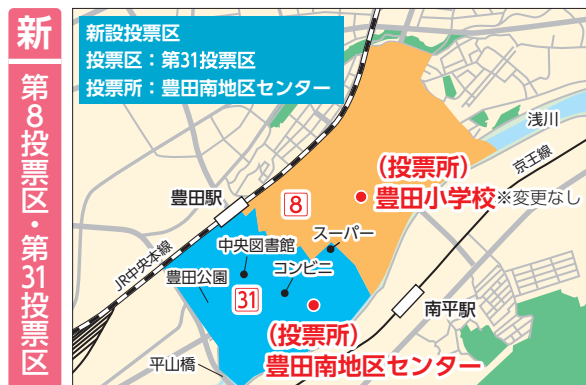 新
第8投票区・第31投票区
新設投票区
投票区：第31投票区
投票所：豊田南地区センター
浅川
京王線
（投票所）
豊田小学校※変更なし
豊田駅
8
スーパー
中央図書館
JR中央本線
コンビニ
豊田公園
31
南平駅
（投票所）
豊田南地区センター
平山橋